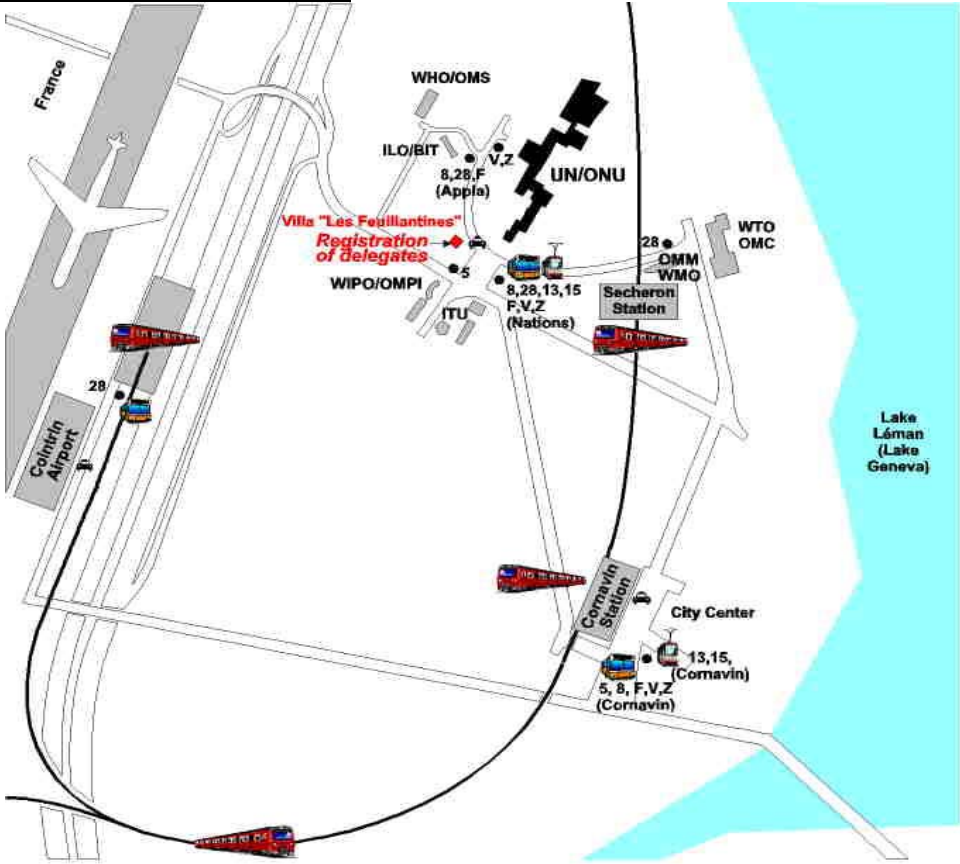 France
WHO/OMS
ILO/BIT
V,Z
8,28,F
(Appia)
UN/ONU
Villa "Les Feuillantines"
Registration
of delegates
5
WIPO/OMPI
ITU
8,28,13,15
F,V,Z
(Nations)
28
OMM
WMO
WTO
OMC
Secheron
Station
28
Cointrin
Airport
Lake
Léman
(Lake
Geneva)
Cornavin
Station
City Center
13,15,
(Cornavin)
5, 8, F,V,Z
(Cornavin)